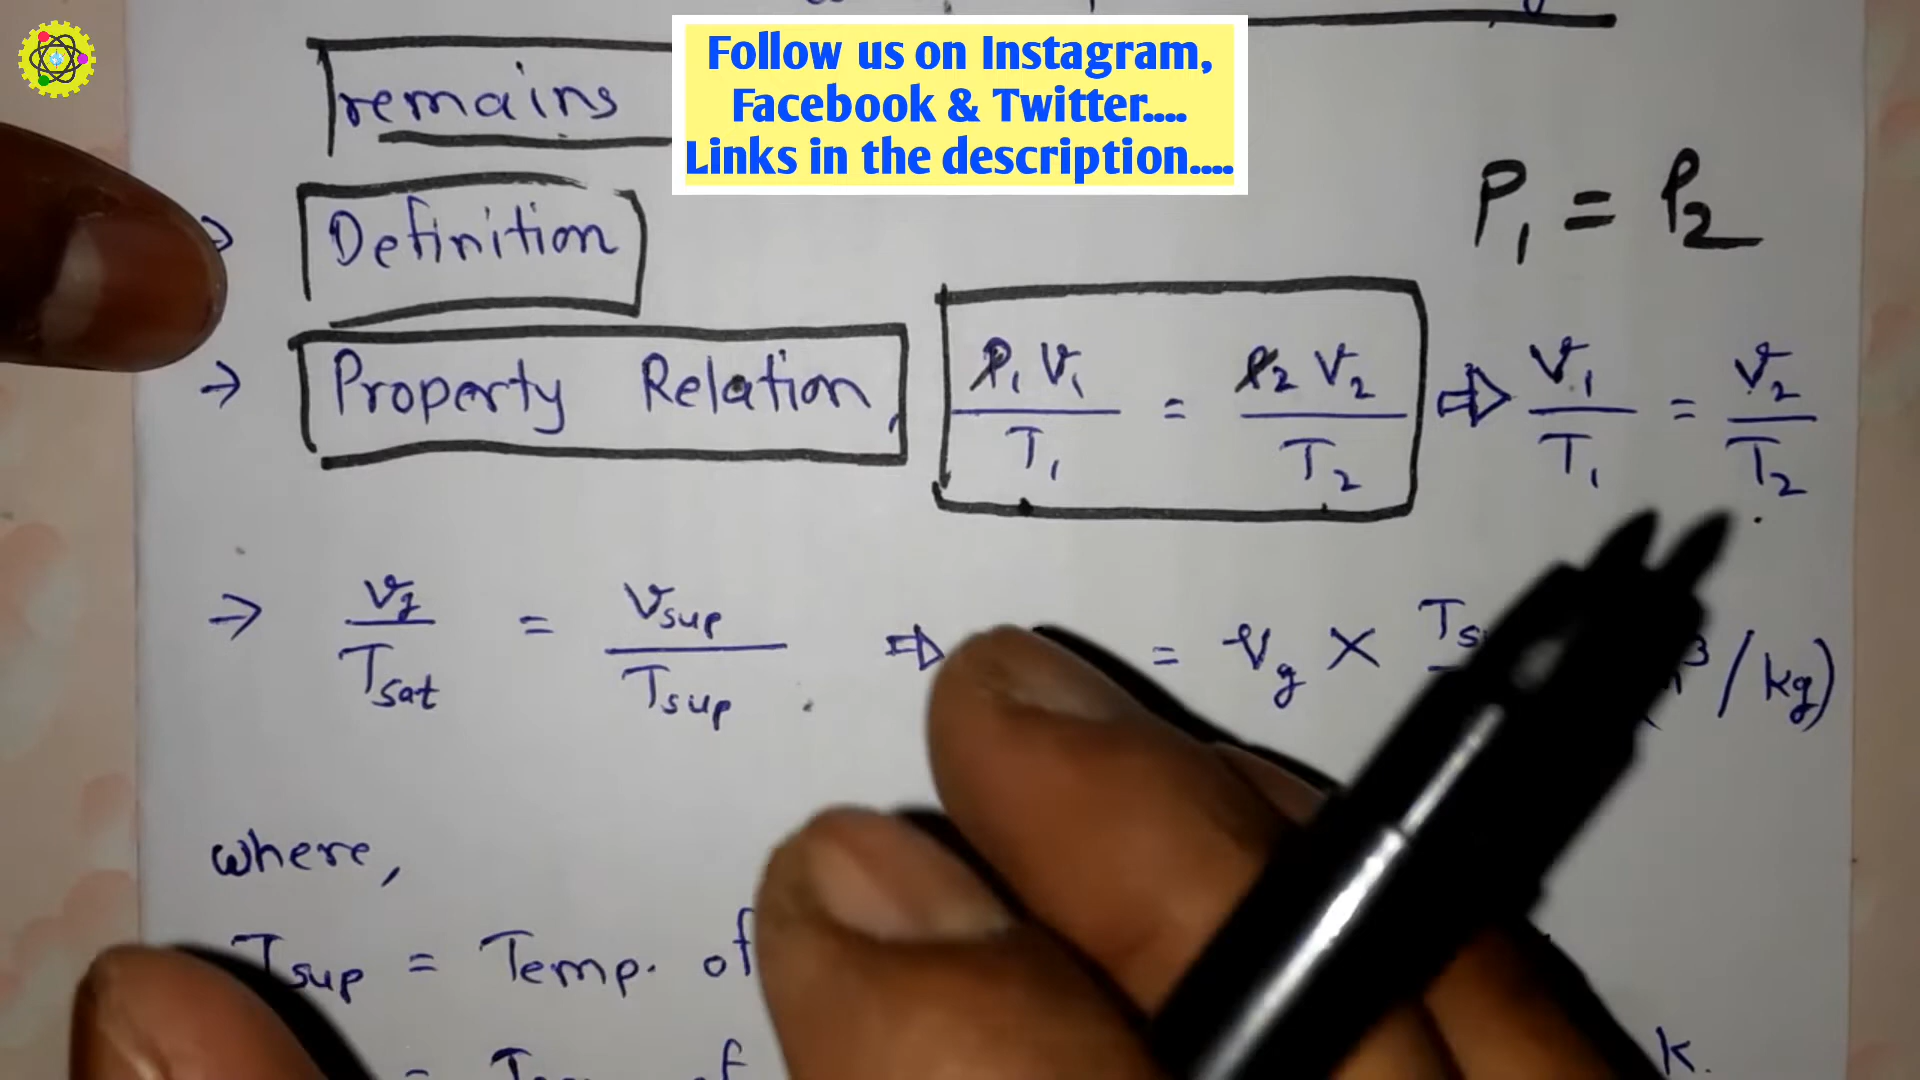 Follow us on Instagram,
Facebook & Twitter....
Links in the description....
remains
P₁ = P₂
→ Definition
→ Property Relation, P₁V₁/T₁ = P₂V₂/T₂ ⇒ V₁/T₁ = V₂/T₂
→ Vg/Tsat = Vsup/Tsup ⇒ = Vg × /kg)
where,
Tsup = Temp. of
= of K.